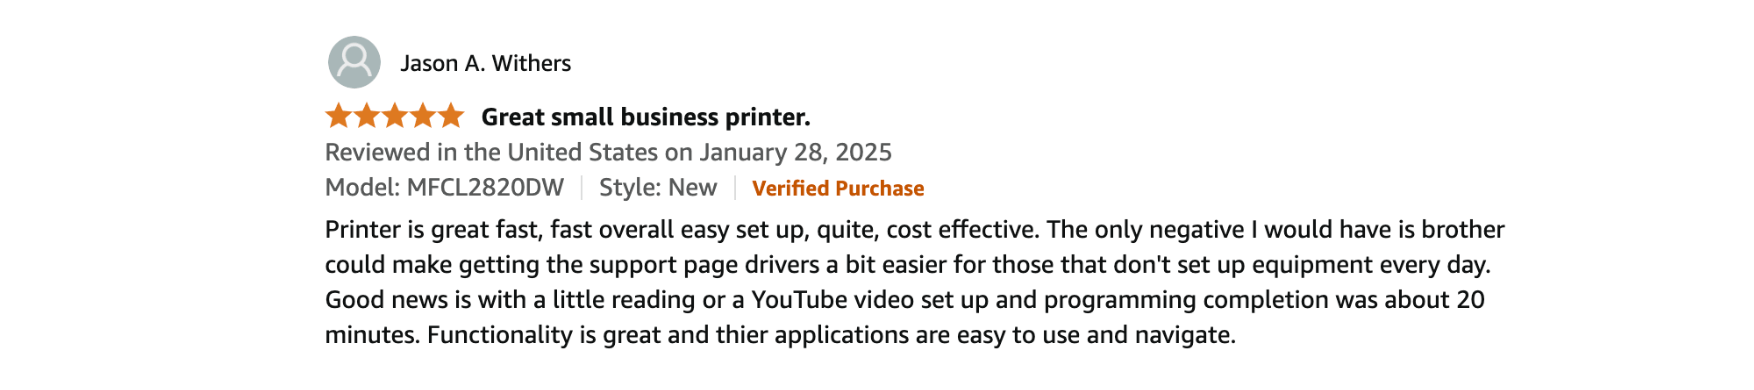 Jason A. Withers
Great small business printer.
Reviewed in the United States on January 28, 2025
Model: MFCL2820DW | Style: New | Verified Purchase
Printer is great fast, fast overall easy set up, quite, cost effective. The only negative I would have is brother
could make getting the support page drivers a bit easier for those that don't set up equipment every day.
Good news is with a little reading or a YouTube video set up and programming completion was about 20
minutes. Functionality is great and thier applications are easy to use and navigate.